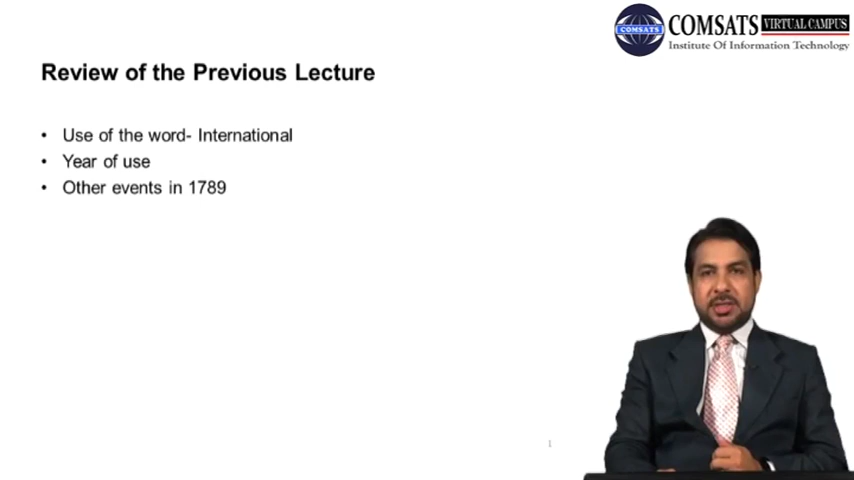 COMSATS
COMSATS VIRTUAL CAMPUS
Institute Of Information Technology
Review of the Previous Lecture
• Use of the word- International
• Year of use
• Other events in 1789
1